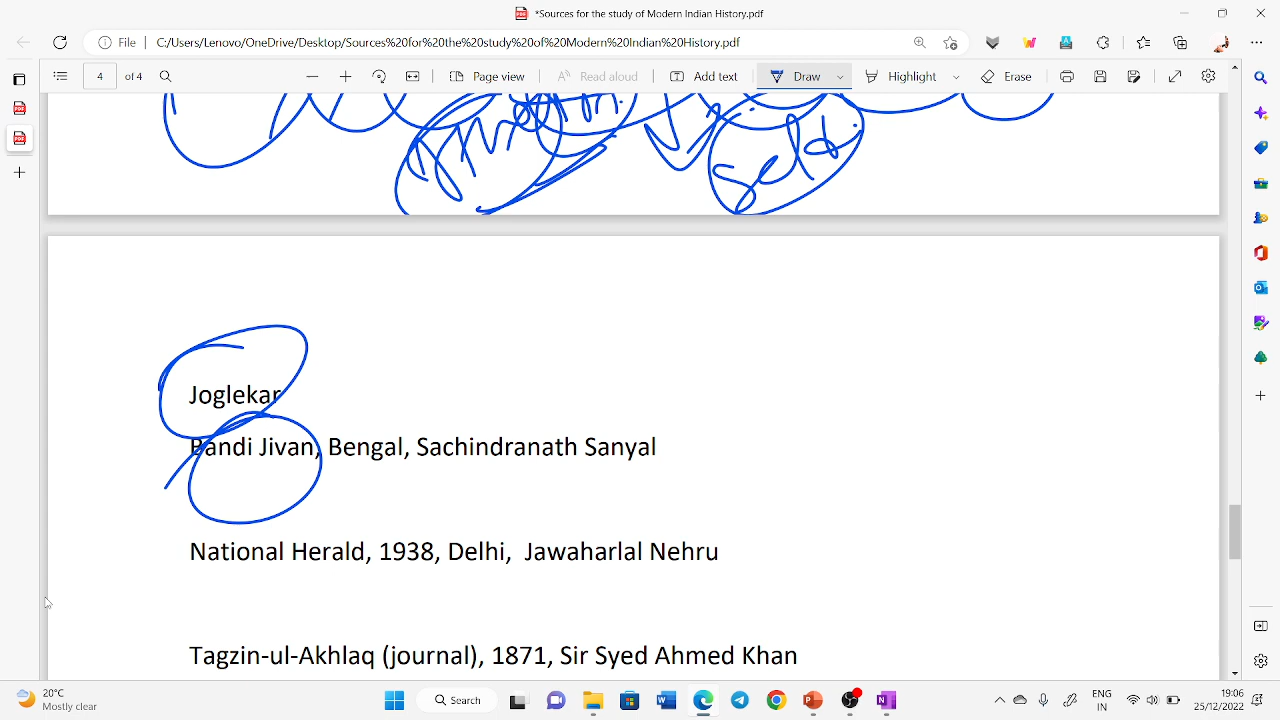 *Sources for the study of Modern Indian History.pdf
File C:/Users/Lenovo/OneDrive/Desktop/Sources%20for%20the%20study%20of%20Modern%20Indian%20History.pdf
4 of 4 Page view Read aloud Add text Draw Highlight Erase
Joglekar
Bandi Jivan, Bengal, Sachindranath Sanyal
National Herald, 1938, Delhi, Jawaharlal Nehru
Tagzin-ul-Akhlaq (journal), 1871, Sir Syed Ahmed Khan
20°C
Mostly clear
Search
ENG
IN
19:06
25/12/2022